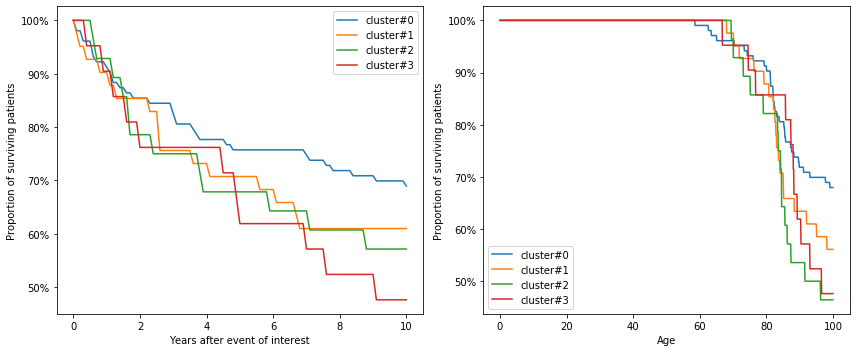 100%
90%
80%
70%
60%
50%
Proportion of surviving patients
0
2
4
6
8
10
Years after event of interest
cluster#0
cluster#1
cluster#2
cluster#3
100%
90%
80%
70%
60%
50%
Proportion of surviving patients
0
20
40
60
80
100
Age
cluster#0
cluster#1
cluster#2
cluster#3